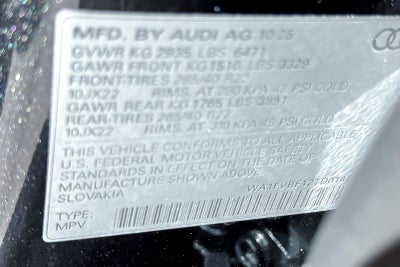 MFD. BY AUDI AG 10 25
GVWR KG 2935 LBS 6471
GAWR FRONT KG 1510 LBS 3329
FRONT-TIRES 285/40 R22
10JX22 RIMS. AT 290 KPA 42 PSI COLD
GAWR REAR KG 1765 LBS 3891
REAR-TIRES 285/40 R22
10JX22 RIMS. AT 310 KPA 45 PSI COLD
THIS VEHICLE CONFORMS TO ALL APPLICABLE
U.S. FEDERAL MOTOR VEHICLE SAFETY
STANDARDS IN EFFECT ON THE DATE OF
MANUFACTURE SHOWN ABOVE.
SLOVAKIA
TYPE:
MPV